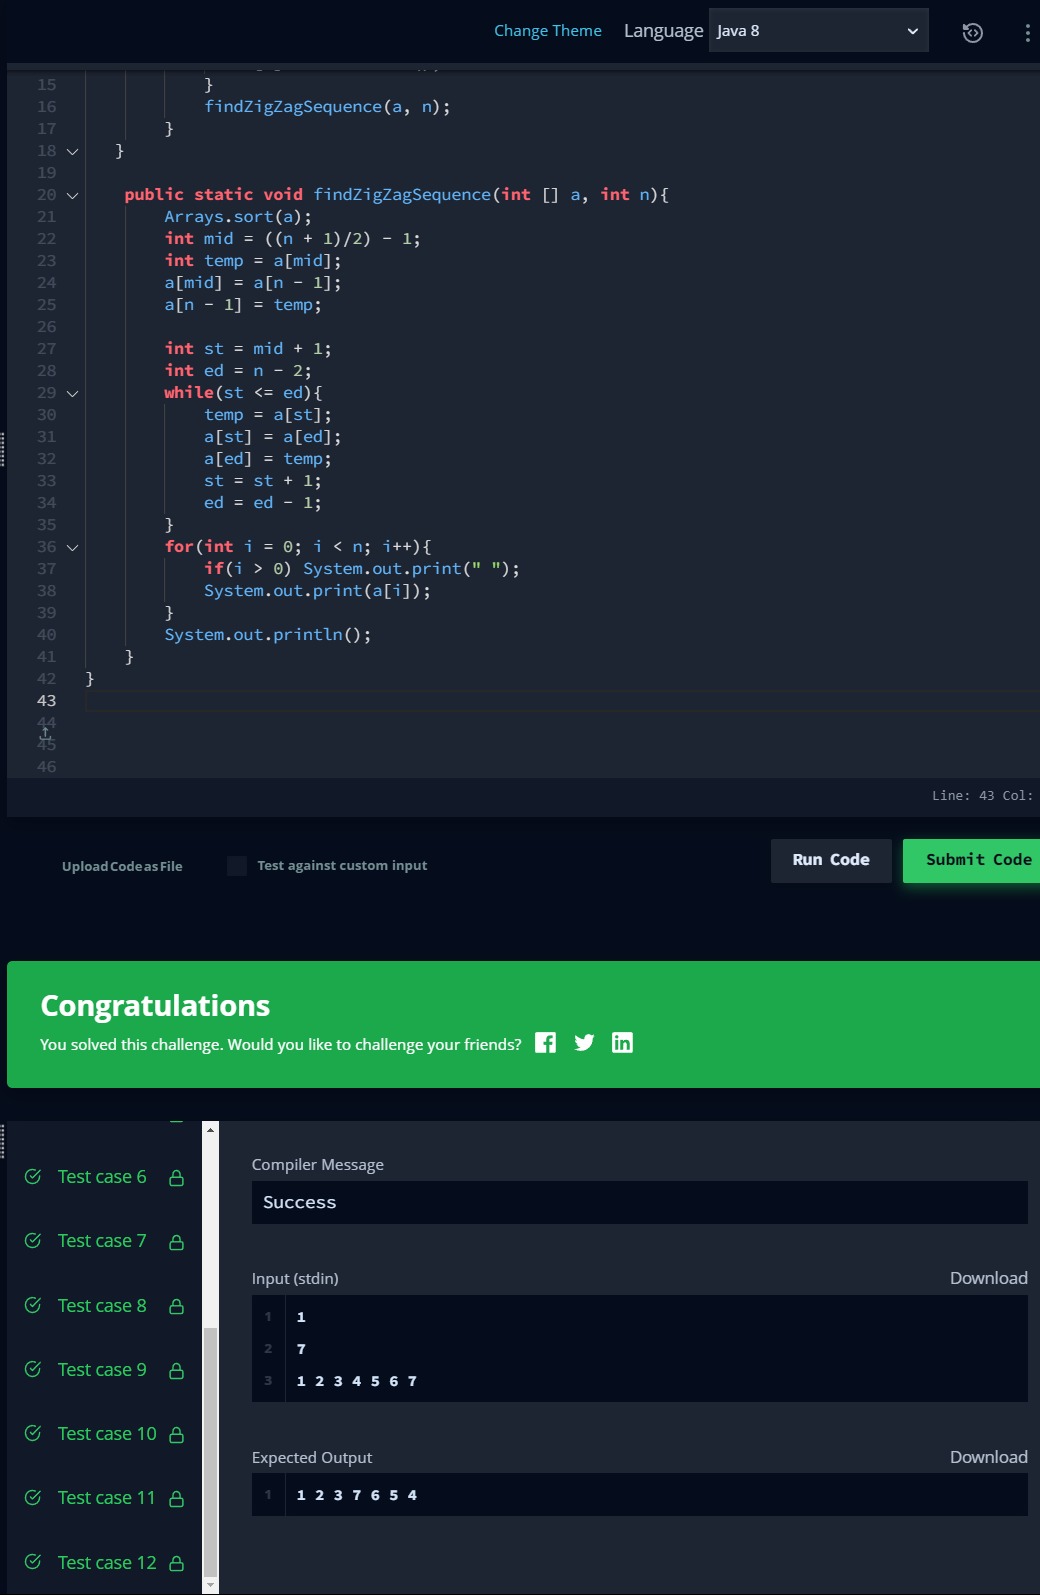 Change Theme Language Java 8
15 }
16 findZigZagSequence(a, n);
17 }
18 }
19
20 public static void findZigZagSequence(int [] a, int n){
21 Arrays.sort(a);
22 int mid = ((n + 1)/2) - 1;
23 int temp = a[mid];
24 a[mid] = a[n - 1];
25 a[n - 1] = temp;
26
27 int st = mid + 1;
28 int ed = n - 2;
29 while(st <= ed){
30 temp = a[st];
31 a[st] = a[ed];
32 a[ed] = temp;
33 st = st + 1;
34 ed = ed - 1;
35 }
36 for(int i = 0; i < n; i++){
37 if(i > 0) System.out.print(" ");
38 System.out.print(a[i]);
39 }
40 System.out.println();
41 }
42 }
43
44
45
46
Line: 43 Col:
Upload Code as File Test against custom input Run Code Submit Code
Congratulations
You solved this challenge. Would you like to challenge your friends?
Test case 6
Test case 7
Test case 8
Test case 9
Test case 10
Test case 11
Test case 12
Compiler Message
Success
Input (stdin) Download
1 1
2 7
3 1 2 3 4 5 6 7
Expected Output Download
1 1 2 3 7 6 5 4